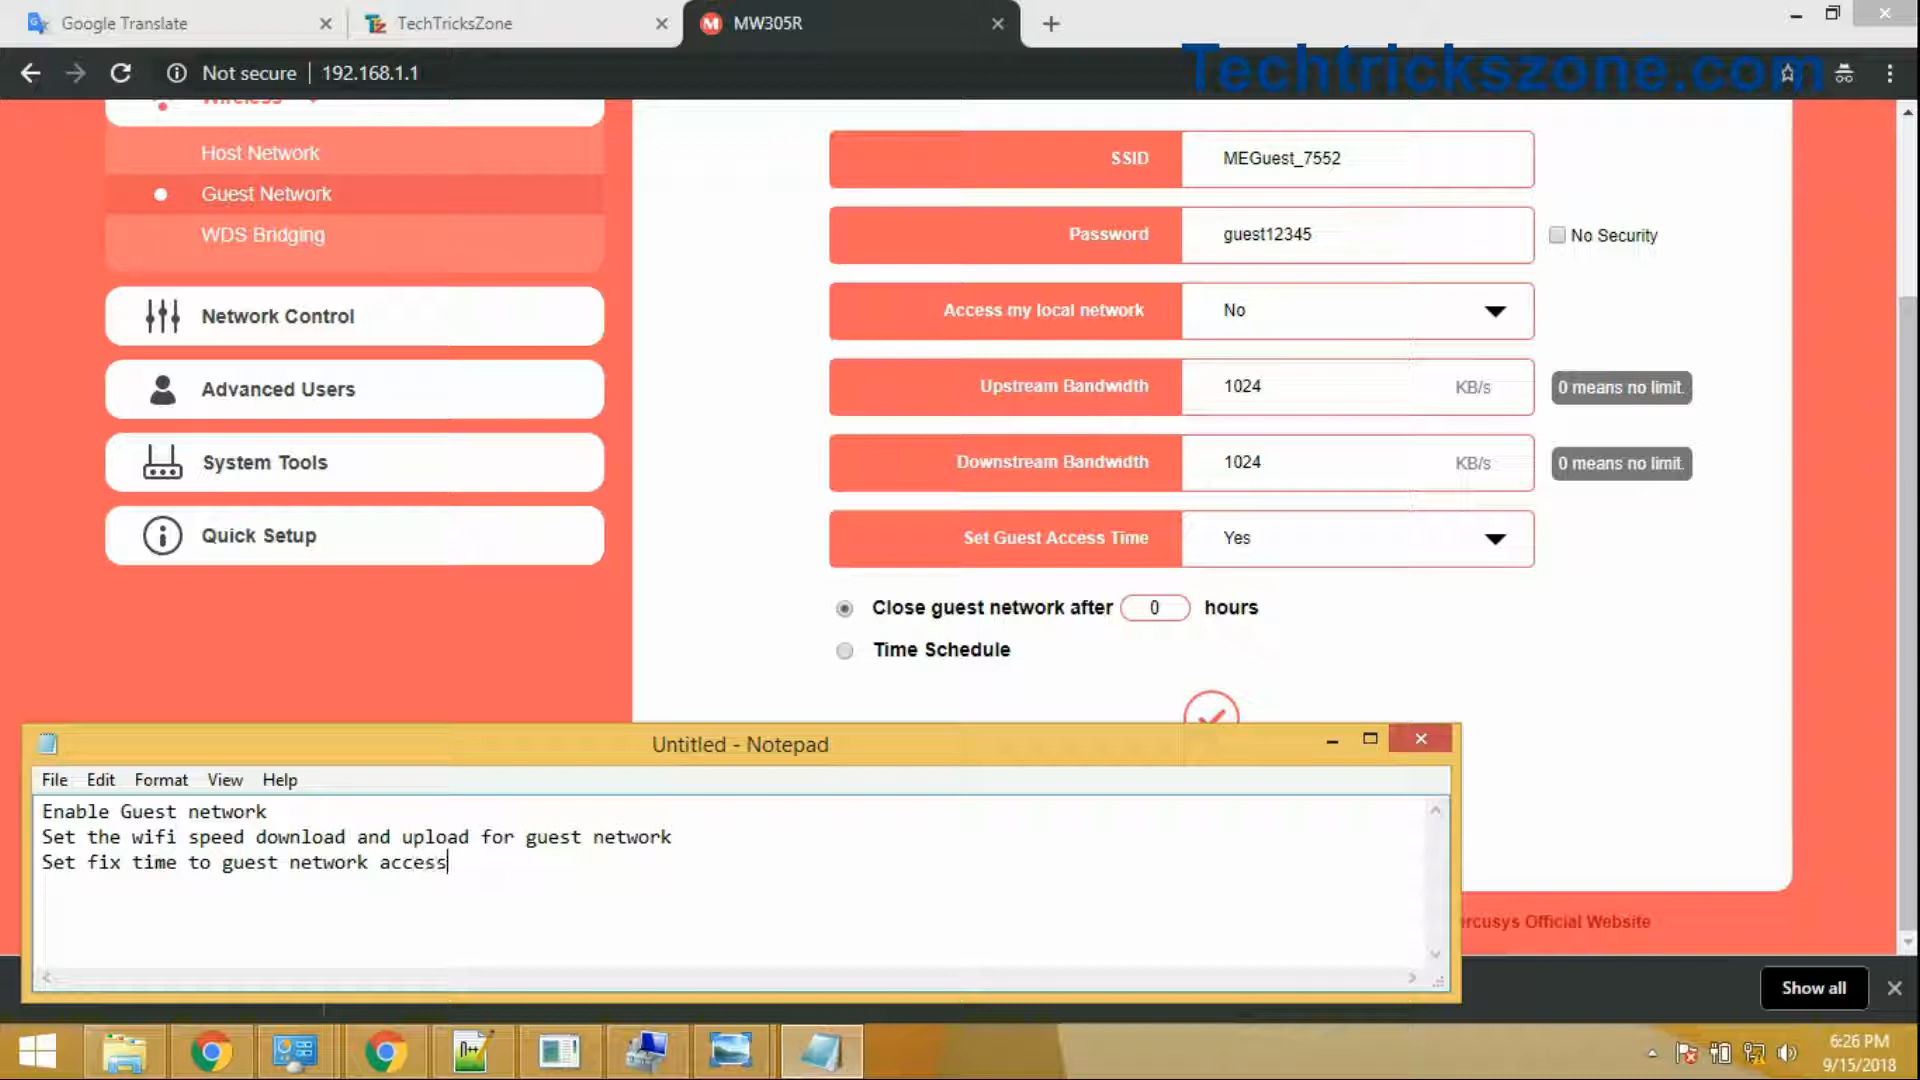 Google Translate
TechTricksZone
MW305R
Not secure
192.168.1.1
Techtrickszone.com
Wireless
Host Network
Guest Network
WDS Bridging
Network Control
Advanced Users
System Tools
Quick Setup
SSID
MEGuest_7552
Password
guest12345
No Security
Access my local network
No
Upstream Bandwidth
1024
KB/s
0 means no limit.
Downstream Bandwidth
1024
KB/s
0 means no limit.
Set Guest Access Time
Yes
Close guest network after 0 hours
Time Schedule
Untitled - Notepad
File Edit Format View Help
Enable Guest network
Set the wifi speed download and upload for guest network
Set fix time to guest network access
ercusys Official Website
Show all
6:26 PM
9/15/2018